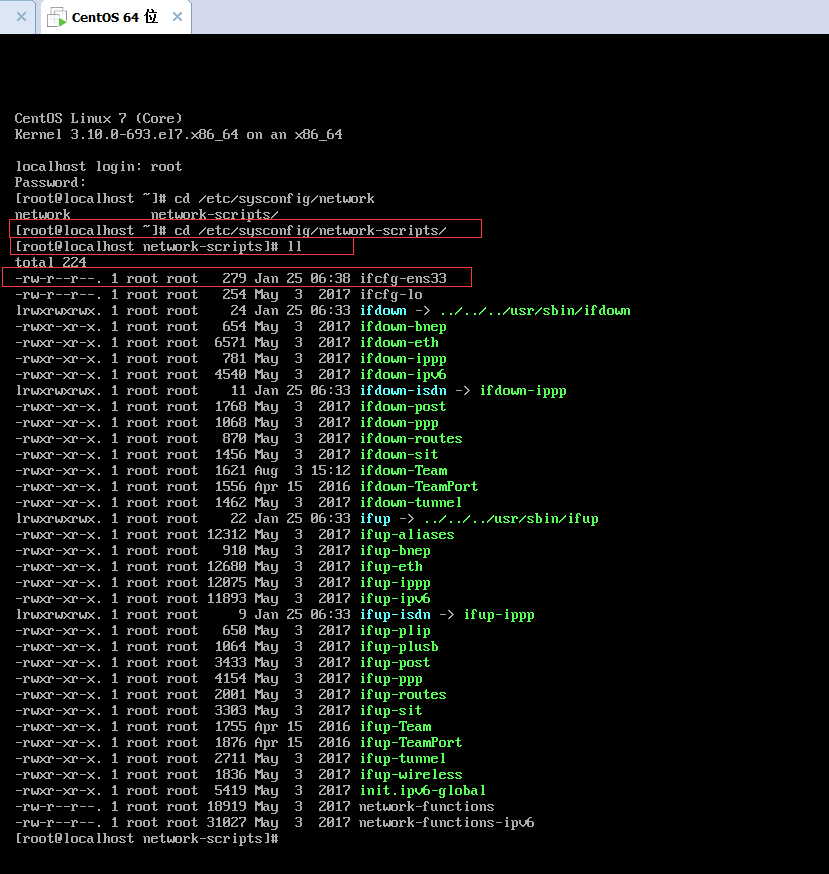 CentOS 64 位
CentOS Linux 7 (Core)
Kernel 3.10.0-693.el7.x86_64 on an x86_64
localhost login: root
Password:
[root@localhost ~]# cd /etc/sysconfig/network
network          network-scripts/
[root@localhost ~]# cd /etc/sysconfig/network-scripts/
[root@localhost network-scripts]# ll
total 224
-rw-r--r--. 1 root root   279 Jan 25 06:38 ifcfg-ens33
-rw-r--r--. 1 root root   254 May  3  2017 ifcfg-lo
lrwxrwxrwx. 1 root root    24 Jan 25 06:33 ifdown -> ../../../usr/sbin/ifdown
-rwxr-xr-x. 1 root root   654 May  3  2017 ifdown-bnep
-rwxr-xr-x. 1 root root  6571 May  3  2017 ifdown-eth
-rwxr-xr-x. 1 root root   781 May  3  2017 ifdown-ippp
-rwxr-xr-x. 1 root root  4540 May  3  2017 ifdown-ipv6
lrwxrwxrwx. 1 root root    11 Jan 25 06:33 ifdown-isdn -> ifdown-ippp
-rwxr-xr-x. 1 root root  1768 May  3  2017 ifdown-post
-rwxr-xr-x. 1 root root  1068 May  3  2017 ifdown-ppp
-rwxr-xr-x. 1 root root   870 May  3  2017 ifdown-routes
-rwxr-xr-x. 1 root root  1456 May  3  2017 ifdown-sit
-rwxr-xr-x. 1 root root  1621 Aug  3 15:12 ifdown-Team
-rwxr-xr-x. 1 root root  1556 Apr 15  2016 ifdown-TeamPort
-rwxr-xr-x. 1 root root  1462 May  3  2017 ifdown-tunnel
lrwxrwxrwx. 1 root root    22 Jan 25 06:33 ifup -> ../../../usr/sbin/ifup
-rwxr-xr-x. 1 root root 12312 May  3  2017 ifup-aliases
-rwxr-xr-x. 1 root root   910 May  3  2017 ifup-bnep
-rwxr-xr-x. 1 root root 12680 May  3  2017 ifup-eth
-rwxr-xr-x. 1 root root 12075 May  3  2017 ifup-ippp
-rwxr-xr-x. 1 root root 11893 May  3  2017 ifup-ipv6
lrwxrwxrwx. 1 root root     9 Jan 25 06:33 ifup-isdn -> ifup-ippp
-rwxr-xr-x. 1 root root   650 May  3  2017 ifup-plip
-rwxr-xr-x. 1 root root  1064 May  3  2017 ifup-plusb
-rwxr-xr-x. 1 root root  3433 May  3  2017 ifup-post
-rwxr-xr-x. 1 root root  4154 May  3  2017 ifup-ppp
-rwxr-xr-x. 1 root root  2001 May  3  2017 ifup-routes
-rwxr-xr-x. 1 root root  3303 May  3  2017 ifup-sit
-rwxr-xr-x. 1 root root  1755 Apr 15  2016 ifup-Team
-rwxr-xr-x. 1 root root  1876 Apr 15  2016 ifup-TeamPort
-rwxr-xr-x. 1 root root  2711 May  3  2017 ifup-tunnel
-rwxr-xr-x. 1 root root  1836 May  3  2017 ifup-wireless
-rwxr-xr-x. 1 root root  5419 May  3  2017 init.ipv6-global
-rw-r--r--. 1 root root 18919 May  3  2017 network-functions
-rw-r--r--. 1 root root 31027 May  3  2017 network-functions-ipv6
[root@localhost network-scripts]#